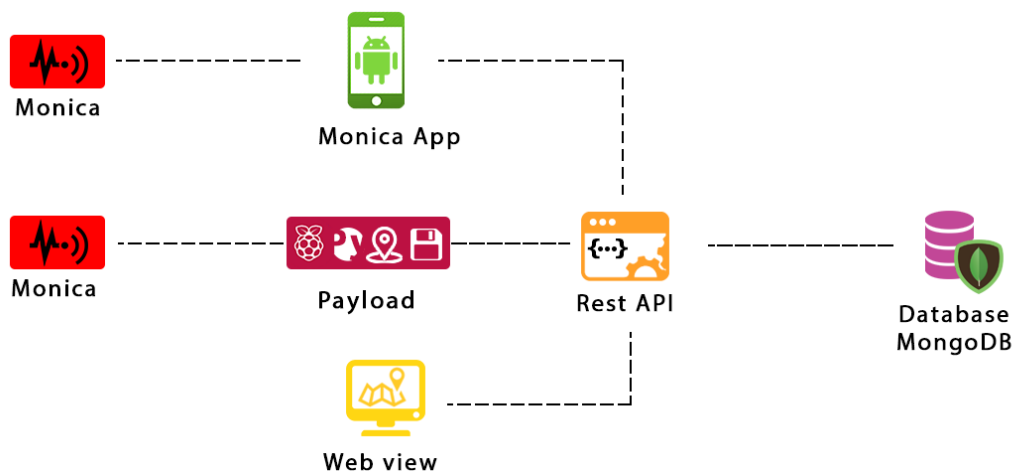 Monica
Monica App
Monica
Payload
{...}
Rest API
Database
MongoDB
Web view